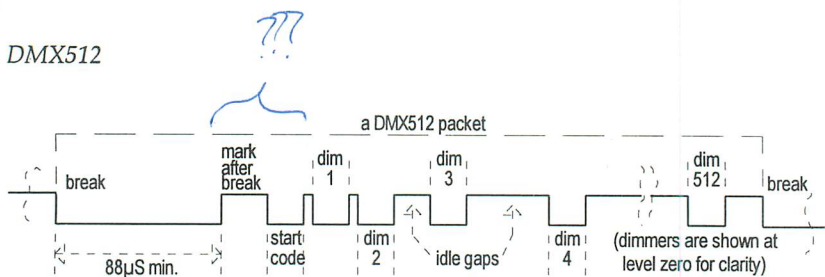 ???
DMX512
a DMX512 packet
break
mark
after
break
dim
1
dim
3
dim
512
break
start
code
dim
2
idle gaps
dim
4
(dimmers are shown at
level zero for clarity)
88µS min.